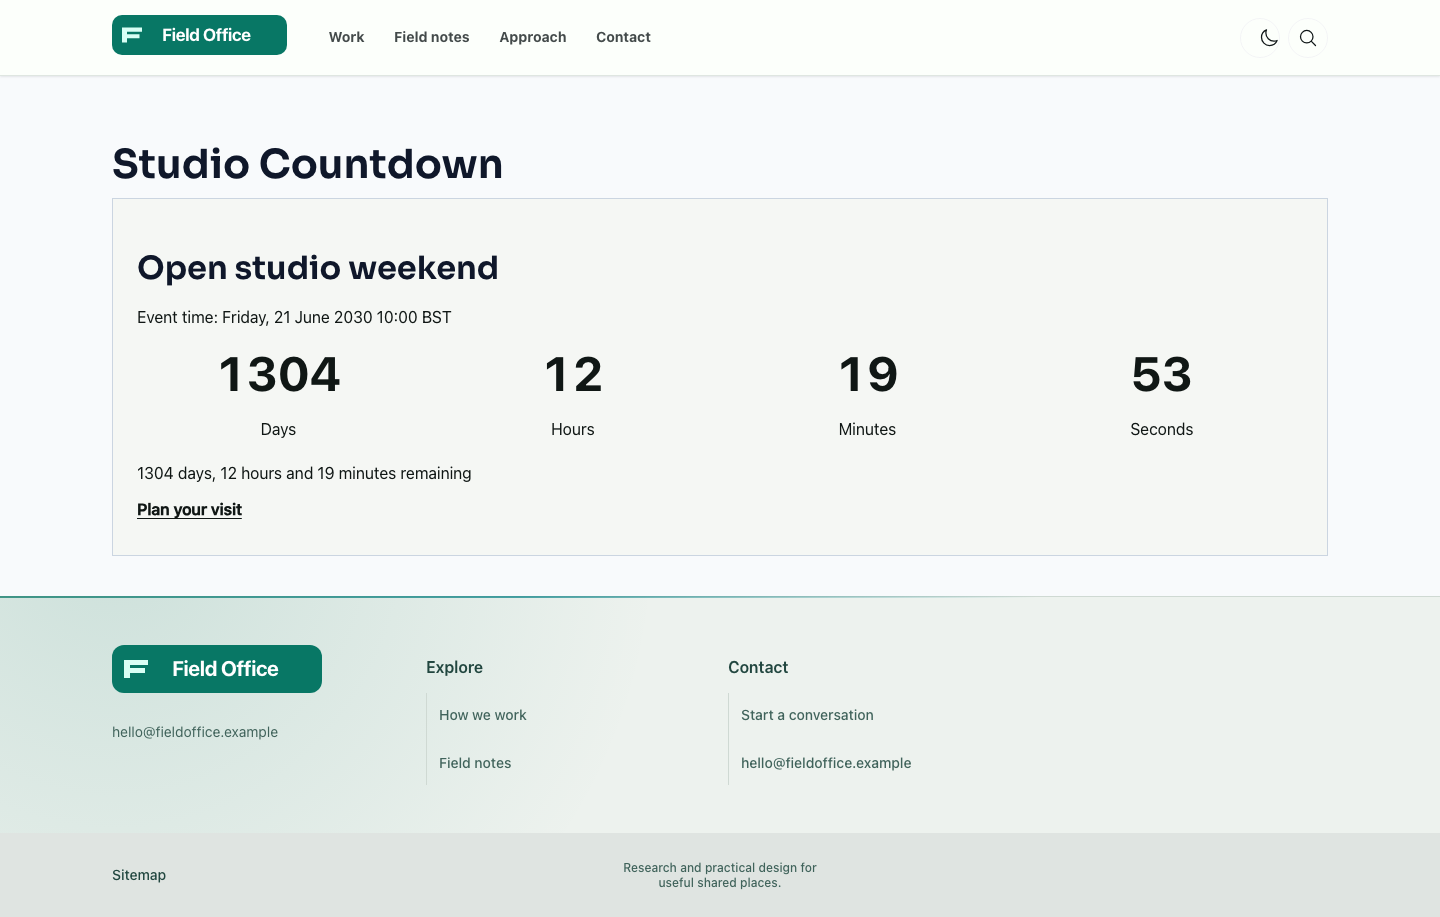 Field Office
Work
Field notes
Approach
Contact
Studio Countdown
Open studio weekend
Event time: Friday, 21 June 2030 10:00 BST
1304
12
19
53
Days
Hours
Minutes
Seconds
1304 days, 12 hours and 19 minutes remaining
Plan your visit
Field Office
hello@fieldoffice.example
Explore
How we work
Field notes
Contact
Start a conversation
hello@fieldoffice.example
Sitemap
Research and practical design for
useful shared places.